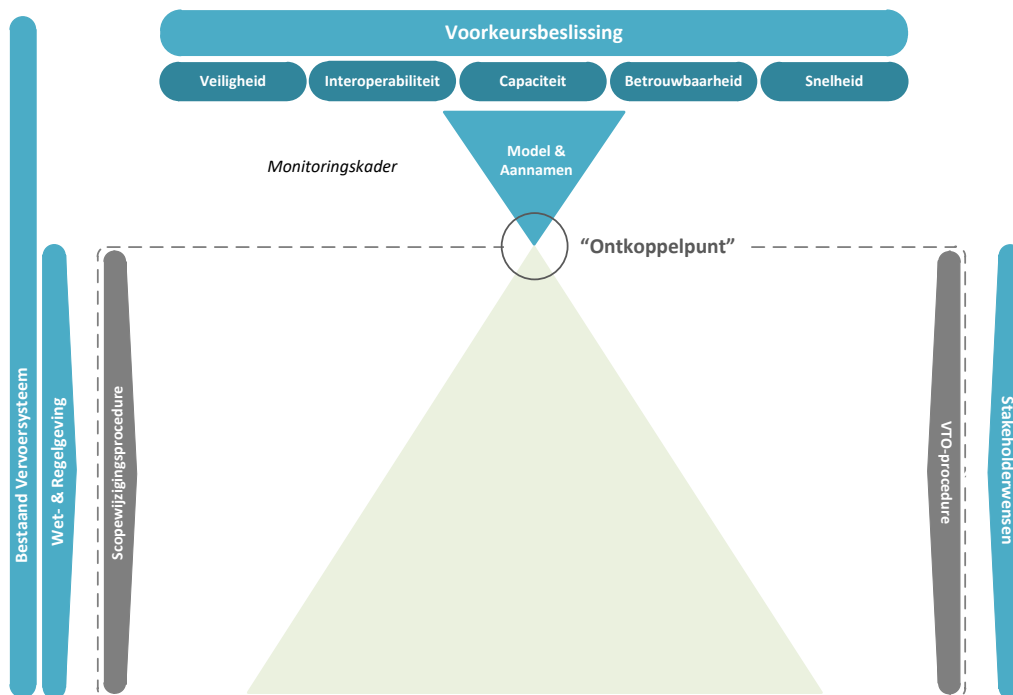 Voorkeursbeslissing
Veiligheid
Interoperabiliteit
Capaciteit
Betrouwbaarheid
Snelheid
Model &
Aannamen
Monitoringskader
“Ontkoppelpunt”
Bestaand Vervoersysteem
Wet- & Regelgeving
Scopewijzigingsprocedure
VTO-procedure
Stakeholderwensen